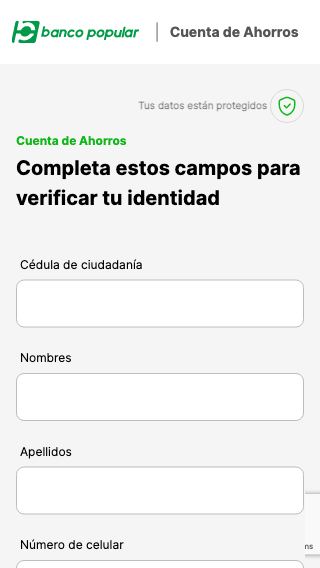 banco popular | Cuenta de Ahorros
Tus datos están protegidos
Cuenta de Ahorros
Completa estos campos para
verificar tu identidad
Cédula de ciudadanía
Nombres
Apellidos
Número de celular